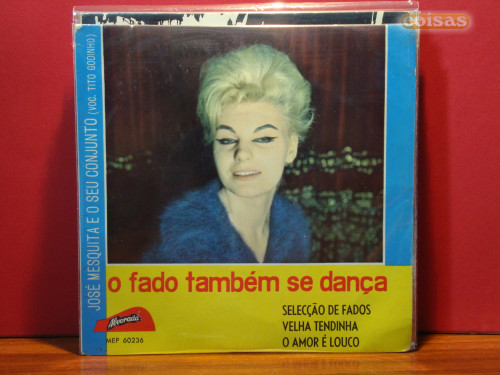 coisas
JOSÉ MESQUITA E O SEU CONJUNTO (VOC. TITO GODINHO)
o fado também se dança
SELECÇÃO DE FADOS
VELHA TENDINHA
O AMOR É LOUCO
Alvorada
MEP 60236